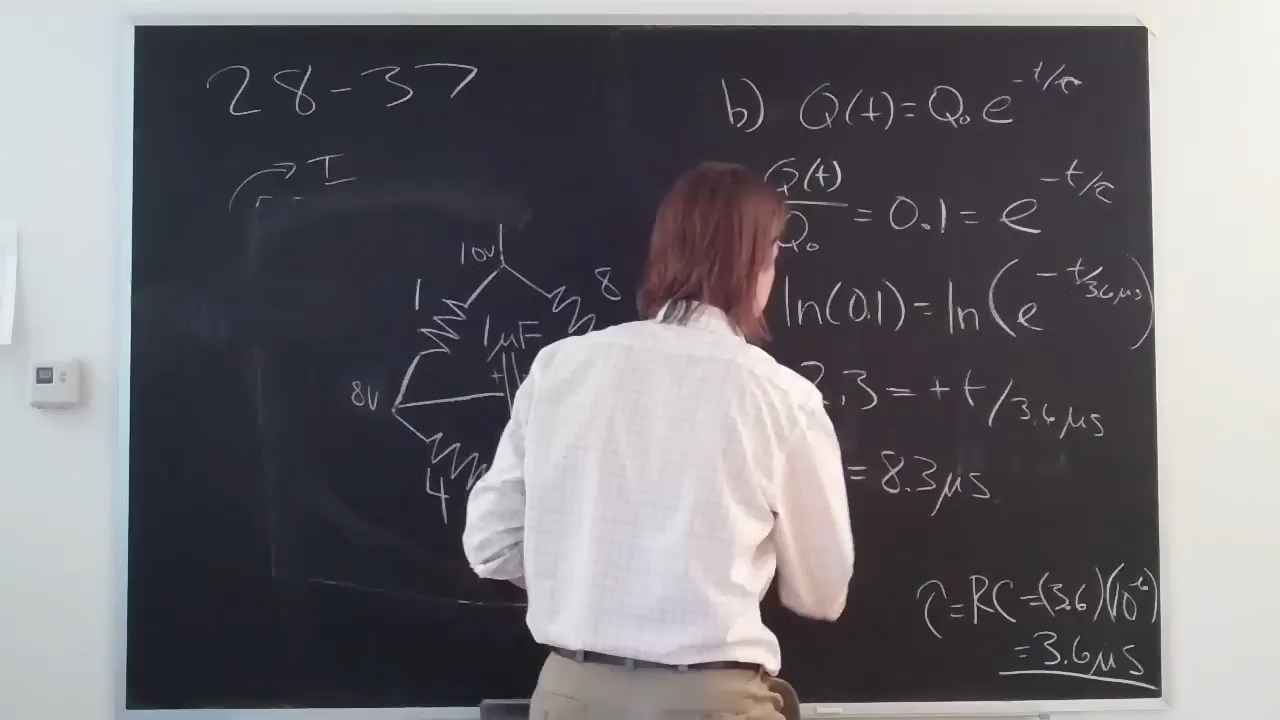 28-37
I
10V
1
8
1μF
+
8V
4
b) Q(t) = Q₀ e^{-t/τ}
Q(t)/Q₀ = 0.1 = e^{-t/τ}
ln(0.1) = ln(e^{-t/3.6μs})
2.3 = + t/3.6μs
= 8.3μs
τ = RC = (3.6)(10^{-6})
= 3.6μs